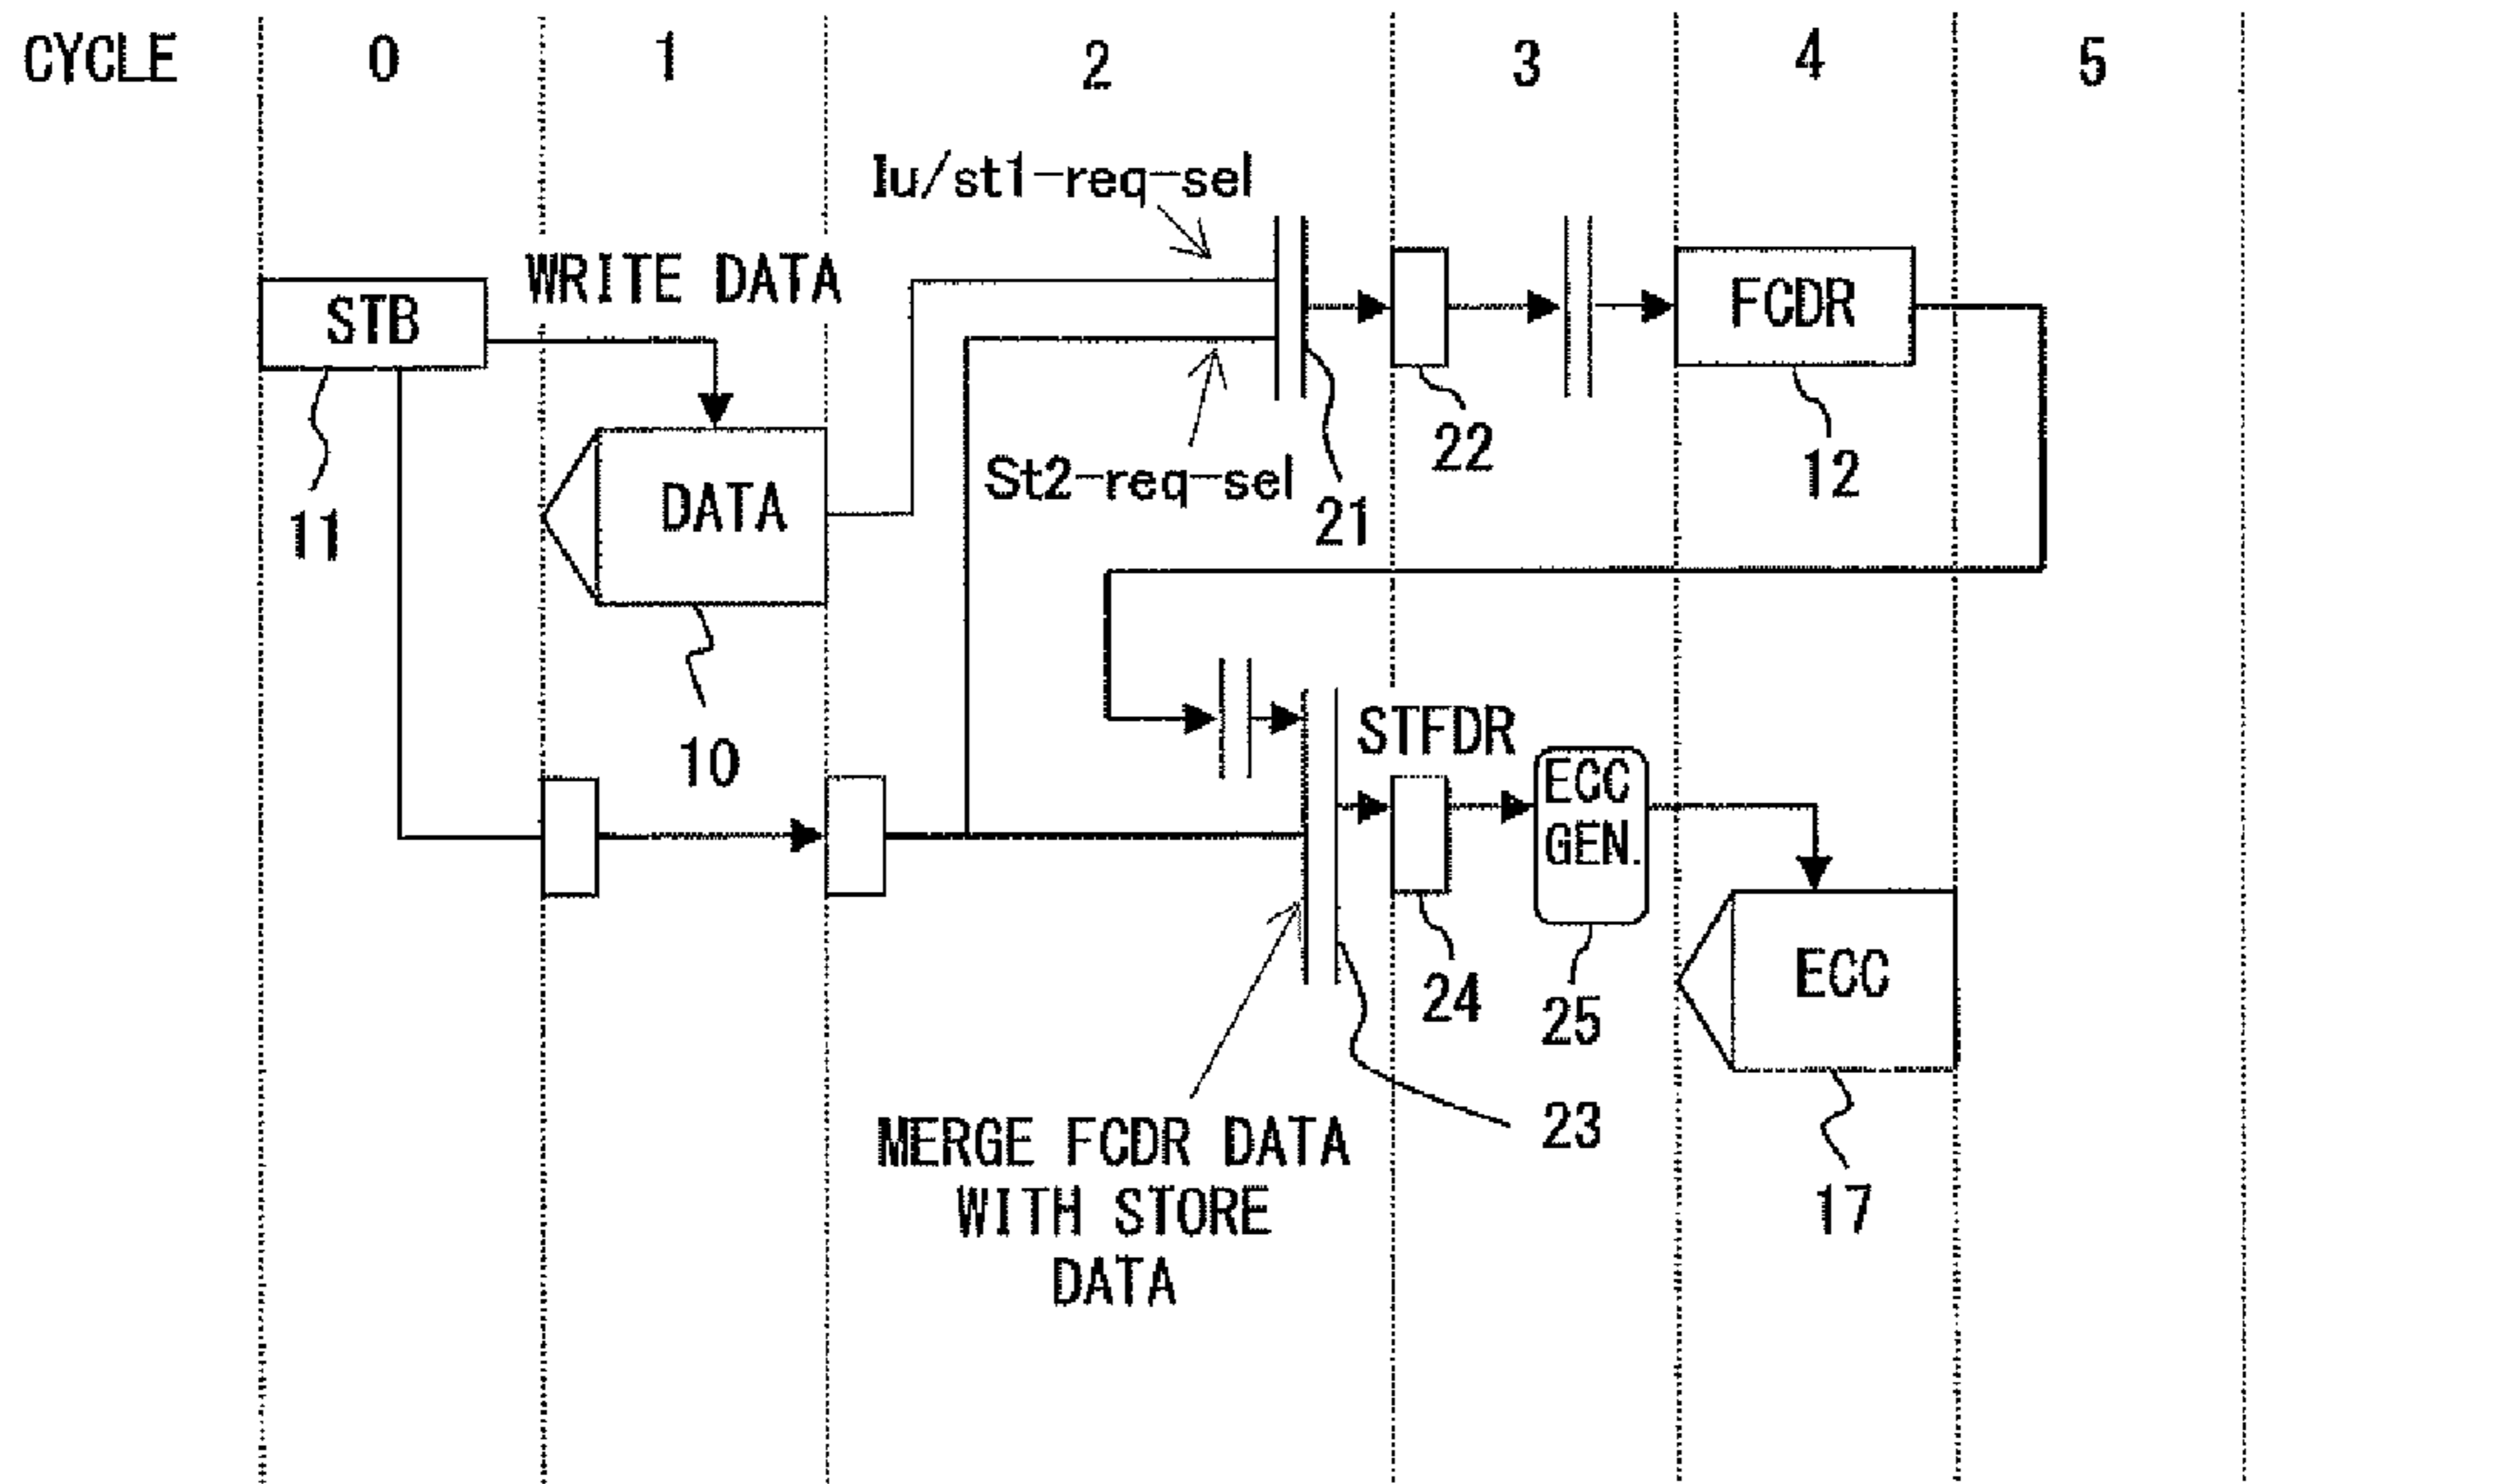 CYCLE 0 1 2 3 4 5
Iu/st1-req-sel
WRITE DATA
STB
FCDR
St2-req-sel
22
12
DATA
11
21
10
STFDR
ECC
GEN.
ECC
24
25
MERGE FCDR DATA
WITH STORE
DATA
23
17